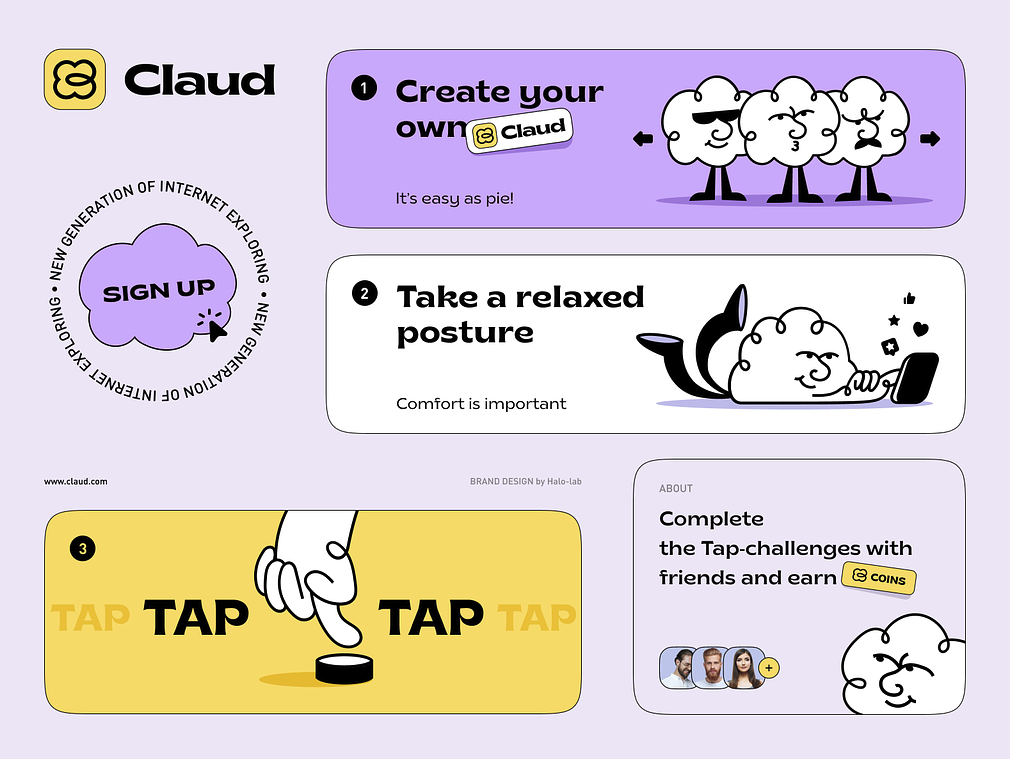 Claud
1
Create your
own Claud
It's easy as pie!
NEW GENERATION OF INTERNET EXPLORING • NEW GENERATION OF INTERNET EXPLORING •
SIGN UP
2
Take a relaxed
posture
Comfort is important
www.claud.com
BRAND DESIGN by Halo-lab
3
TAP TAP TAP TAP
ABOUT
Complete
the Tap-challenges with
friends and earn COINS
+